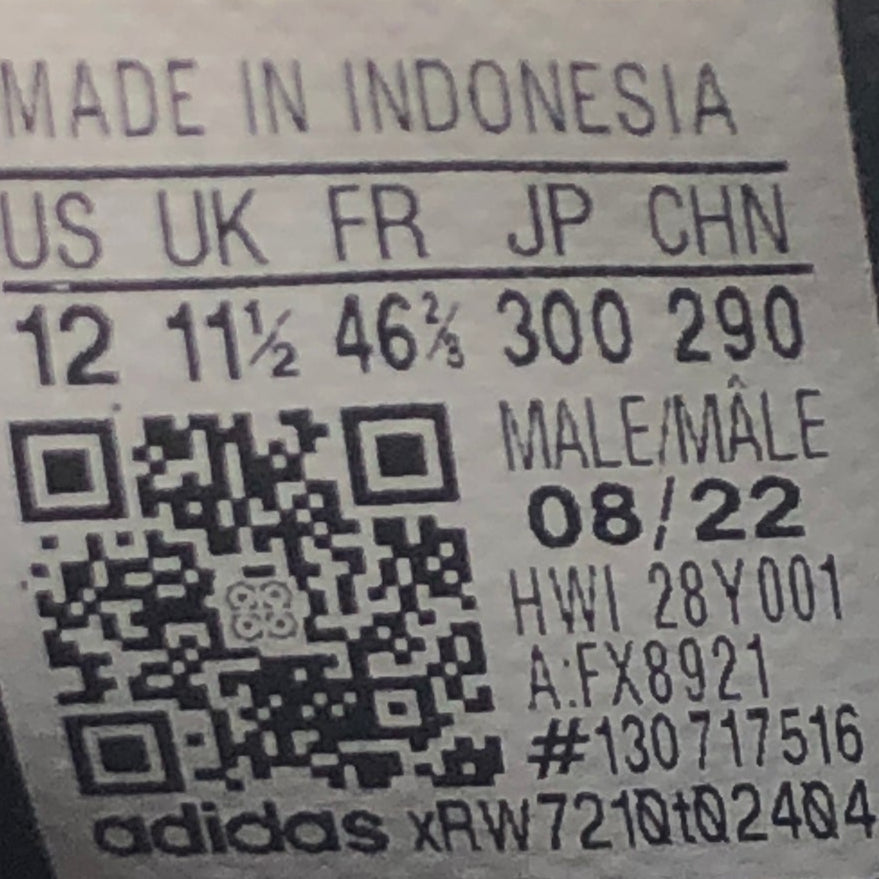 MADE IN INDONESIA
US UK FR JP CHN
12 11½ 46⅔ 300 290
MALE/MÂLE
08/22
HWI 28Y001
A:FX8921
#130717516
adidas xRW7210t02404